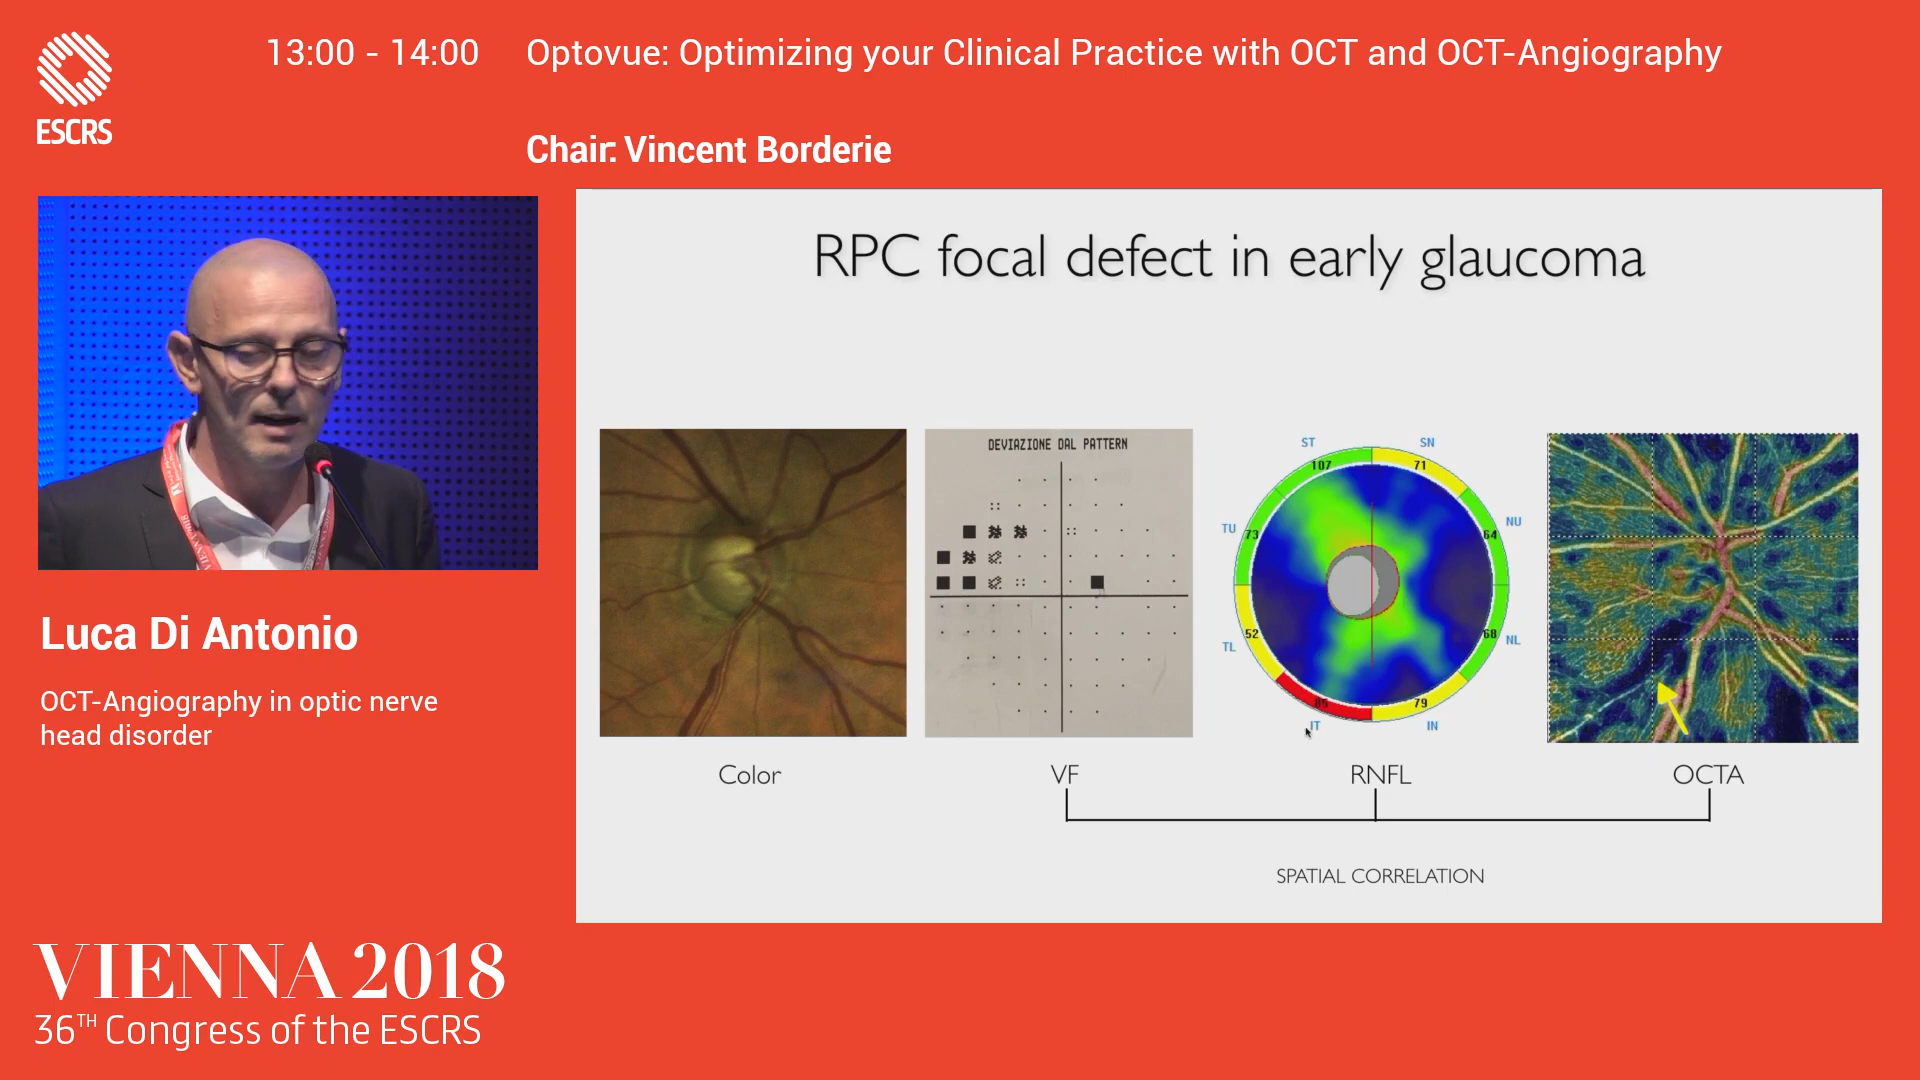 ESCRS
13:00 - 14:00 Optovue: Optimizing your Clinical Practice with OCT and OCT-Angiography
Chair: Vincent Borderie
RPC focal defect in early glaucoma
DEVIAZIONE DAL PATTERN
ST
SN
107
71
TU
73
64
NU
TL
52
68
NL
79
IT
IN
Color
VF
RNFL
OCTA
SPATIAL CORRELATION
Luca Di Antonio
OCT-Angiography in optic nerve
head disorder
VIENNA 2018
36TH Congress of the ESCRS